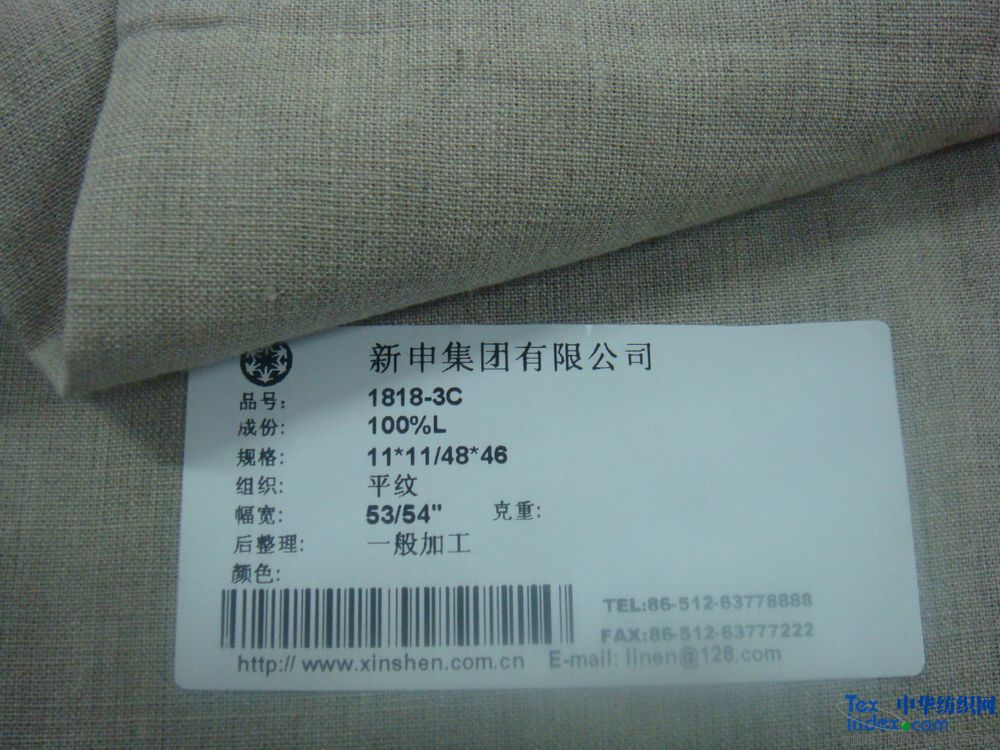 新申集团有限公司
品号: 1818-3C
成份: 100%L
规格: 11*11/48*46
组织: 平纹
幅宽: 53/54" 克重:
后整理: 一般加工
颜色:
TEL:86-512-63778888
FAX:86-512-63777222
http:// www.xinshen.com.cn E-mail: linen@126.com
Tex 中华纺织网
index.com